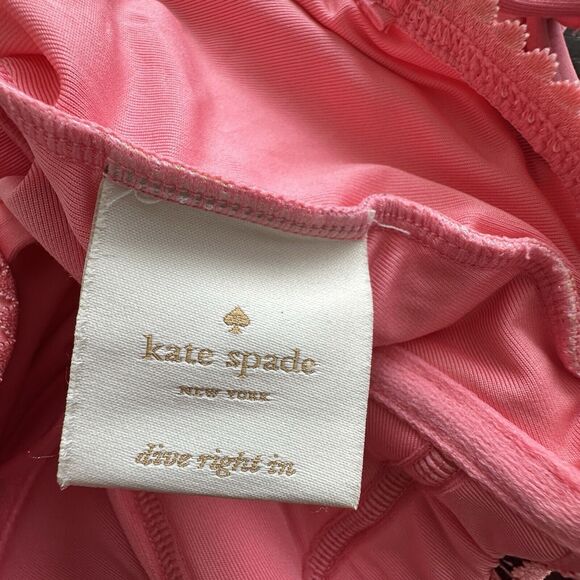 kate spade
NEW YORK
dive right in